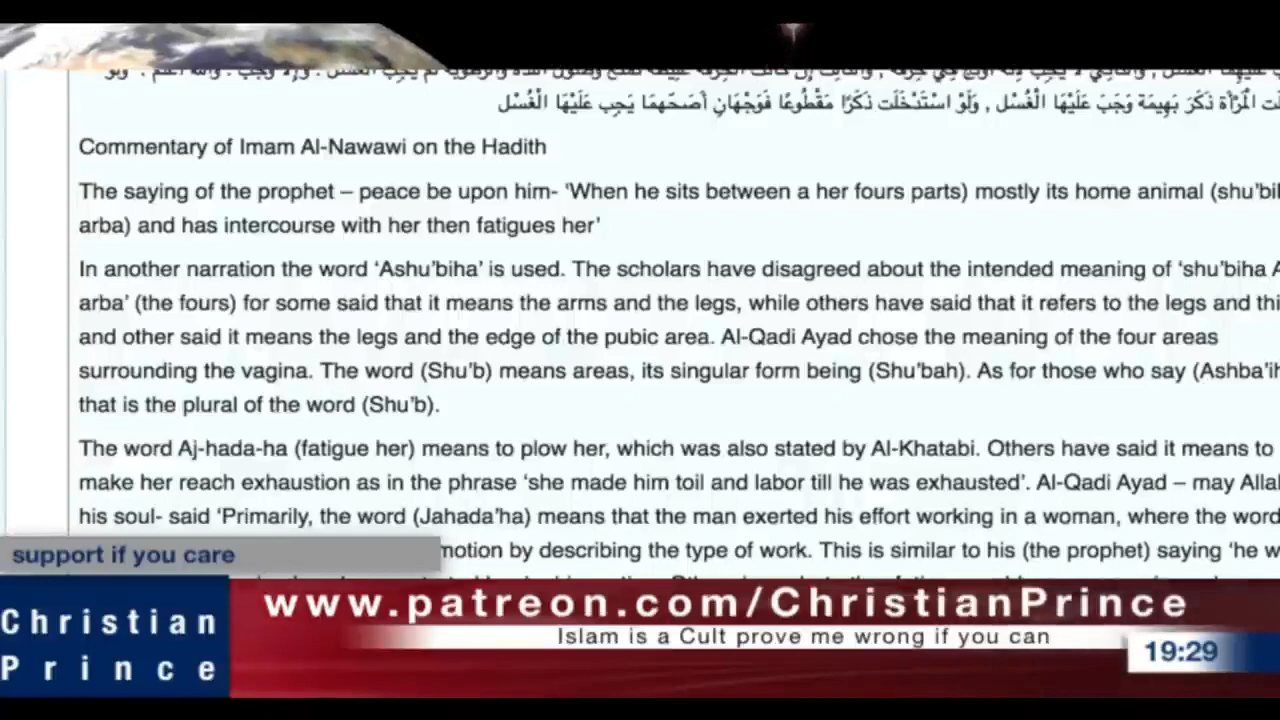 ت الْمَرْأَة ذَكَرَ بَهِيمَة وَجَبَ عَلَيْهَا الْغُسْل , وَلَوْ اسْتَدْخَلَت ذَكَرًا مَقْطُوعًا فَوَجْهَانِ أَصَحّهمَا يَجِب عَلَيْهَا الْغُسْل
Commentary of Imam Al-Nawawi on the Hadith
The saying of the prophet – peace be upon him- ‘When he sits between a her fours parts) mostly its home animal (shu’bil
arba) and has intercourse with her then fatigues her’
In another narration the word ‘Ashu’biha’ is used. The scholars have disagreed about the intended meaning of ‘shu’biha A
arba’ (the fours) for some said that it means the arms and the legs, while others have said that it refers to the legs and thi
and other said it means the legs and the edge of the pubic area. Al-Qadi Ayad chose the meaning of the four areas
surrounding the vagina. The word (Shu’b) means areas, its singular form being (Shu’bah). As for those who say (Ashba’ih
that is the plural of the word (Shu’b).
The word Aj-hada-ha (fatigue her) means to plow her, which was also stated by Al-Khatabi. Others have said it means to
make her reach exhaustion as in the phrase ‘she made him toil and labor till he was exhausted’. Al-Qadi Ayad – may Allal
his soul- said ‘Primarily, the word (Jahada’ha) means that the man exerted his effort working in a woman, where the word
motion by describing the type of work. This is similar to his (the prophet) saying ‘he w
support if you care
Christian
Prince
www.patreon.com/ChristianPrince
Islam is a Cult prove me wrong if you can
19:29